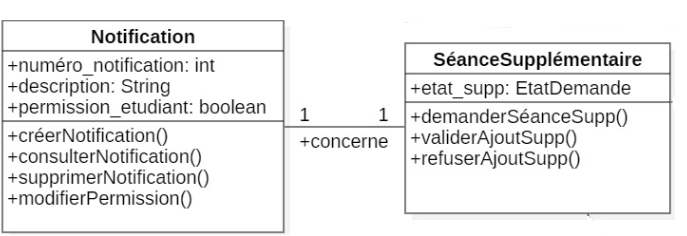 Notification
+numéro_notification: int
+description: String
+permission_etudiant: boolean
+créerNotification()
+consulterNotification()
+supprimerNotification()
+modifierPermission()
1 1
+concerne
SéanceSupplémentaire
+etat_supp: EtatDemande
+demanderSéanceSupp()
+validerAjoutSupp()
+refuserAjoutSupp()